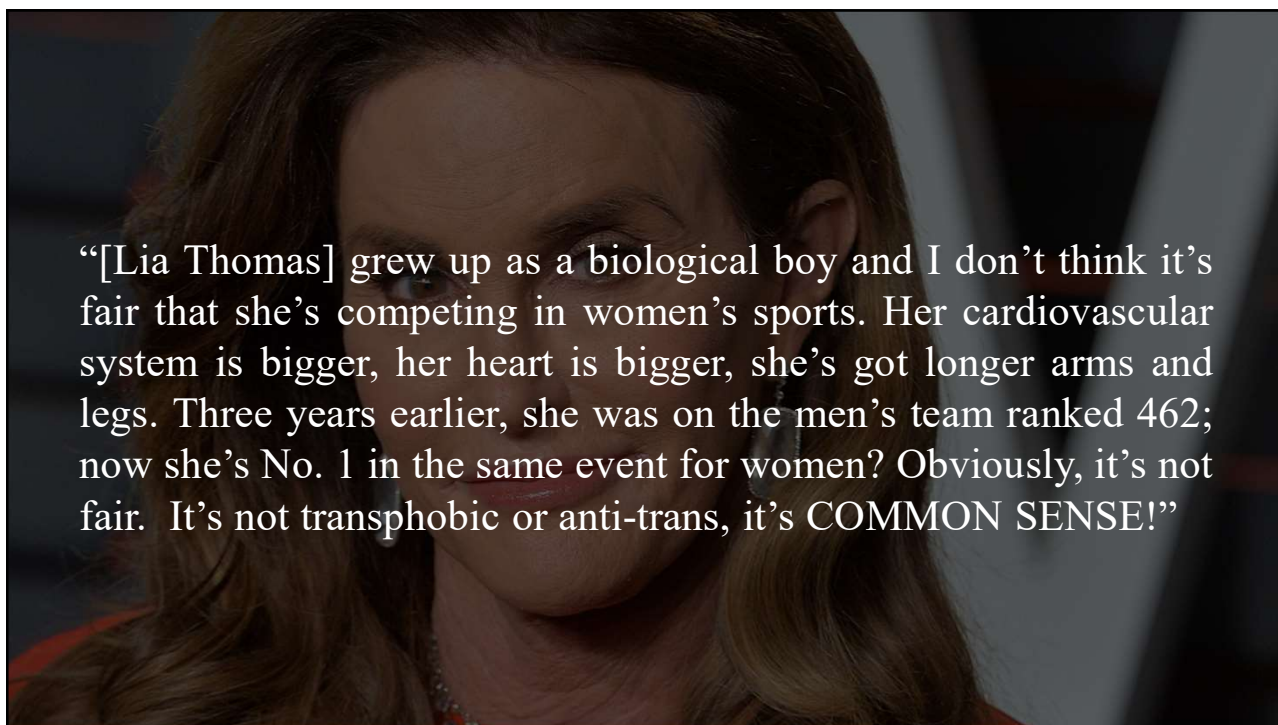 “[Lia Thomas] grew up as a biological boy and I don’t think it’s
fair that she’s competing in women’s sports. Her cardiovascular
system is bigger, her heart is bigger, she’s got longer arms and
legs. Three years earlier, she was on the men’s team ranked 462;
now she’s No. 1 in the same event for women? Obviously, it’s not
fair.  It’s not transphobic or anti-trans, it’s COMMON SENSE!”